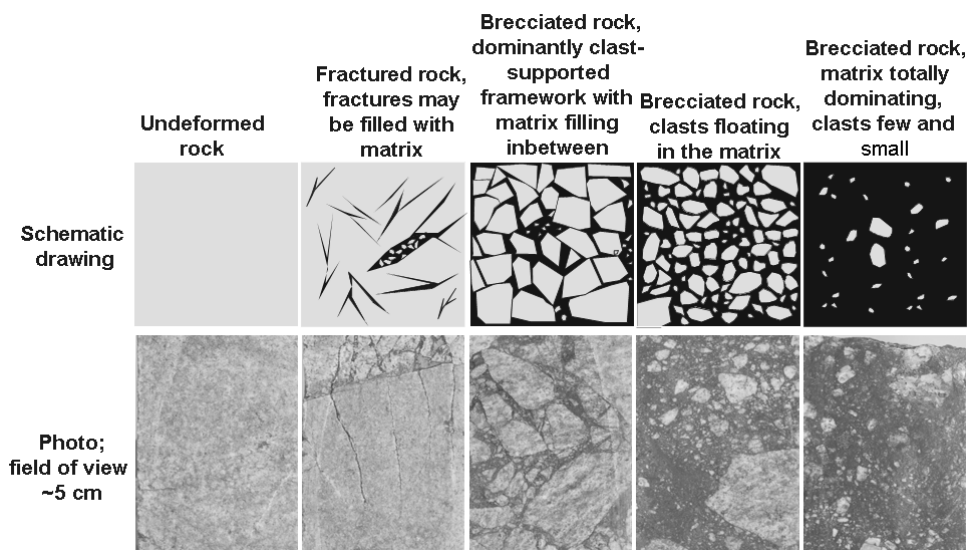 Undeformed
rock
Fractured rock,
fractures may
be filled with
matrix
Brecciated rock,
dominantly clast-
supported
framework with
matrix filling
inbetween
Brecciated rock,
clasts floating
in the matrix
Brecciated rock,
matrix totally
dominating,
clasts few and
small
Schematic
drawing
Photo;
field of view
~5 cm